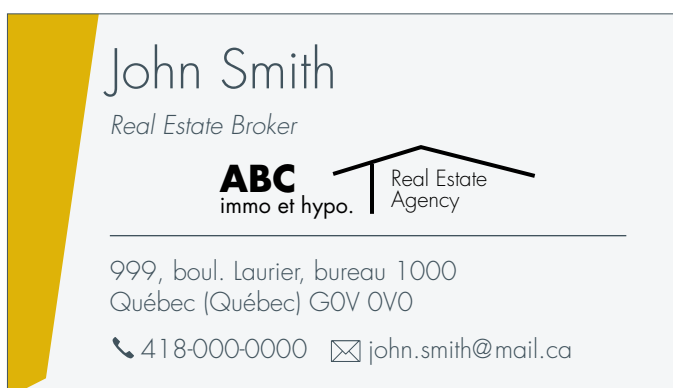 John Smith
Real Estate Broker
ABC
immo et hypo.
Real Estate
Agency
999, boul. Laurier, bureau 1000
Québec (Québec) G0V 0V0
418-000-0000 john.smith@mail.ca